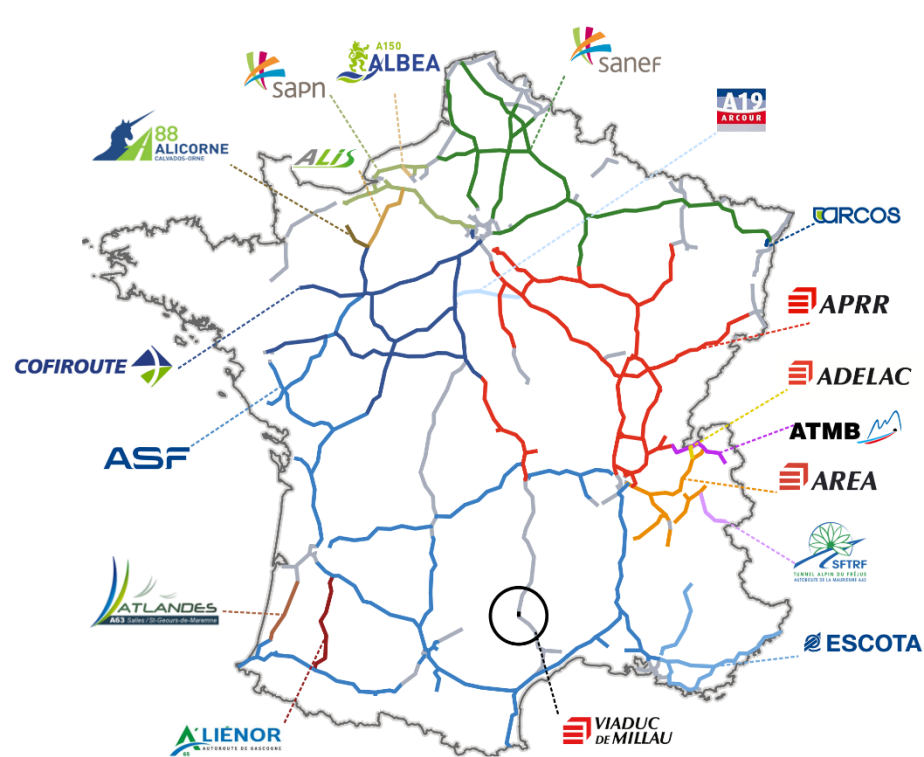 sapn
A150
ALBEA
sanef
A19
ARCOUR
88
ALICORNE
CALVADOS-ORNE
ALiS
ARCOS
APRR
COFIROUTE
ADELAC
ATMB
ASF
AREA
SFTRF
TUNNEL ALPIN DU FRÉJUS
AUTOROUTE DE LA MAURIENNE A43
ATLANDES
A63 Salles / St-Geours-de-Maremne
ESCOTA
A'LIÉNOR
AUTOROUTE DE GASCOGNE
65
VIADUC
DE MILLAU